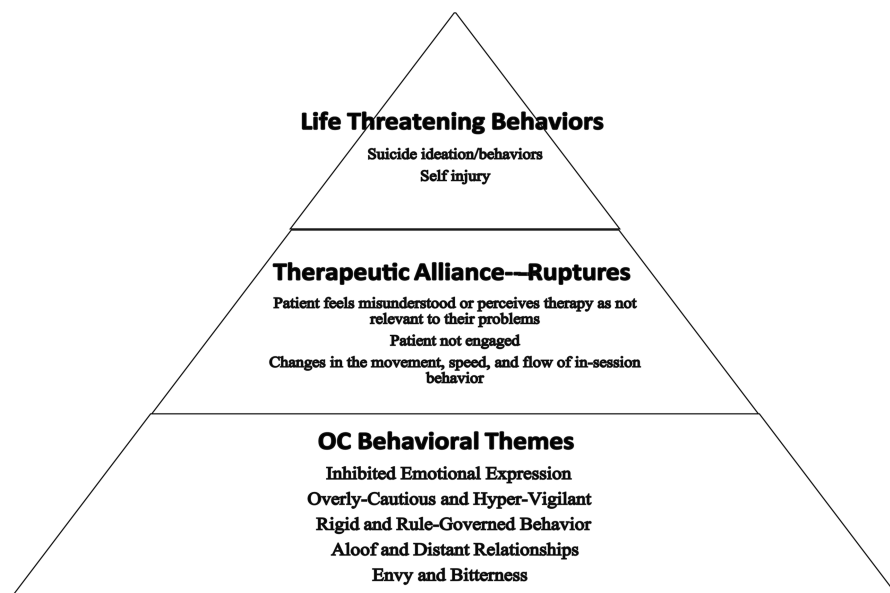 Life Threatening Behaviors
Suicide ideation/behaviors
Self injury
Therapeutic Alliance---Ruptures
Patient feels misunderstood or perceives therapy as not
relevant to their problems
Patient not engaged
Changes in the movement, speed, and flow of in-session
behavior
OC Behavioral Themes
Inhibited Emotional Expression
Overly-Cautious and Hyper-Vigilant
Rigid and Rule-Governed Behavior
Aloof and Distant Relationships
Envy and Bitterness